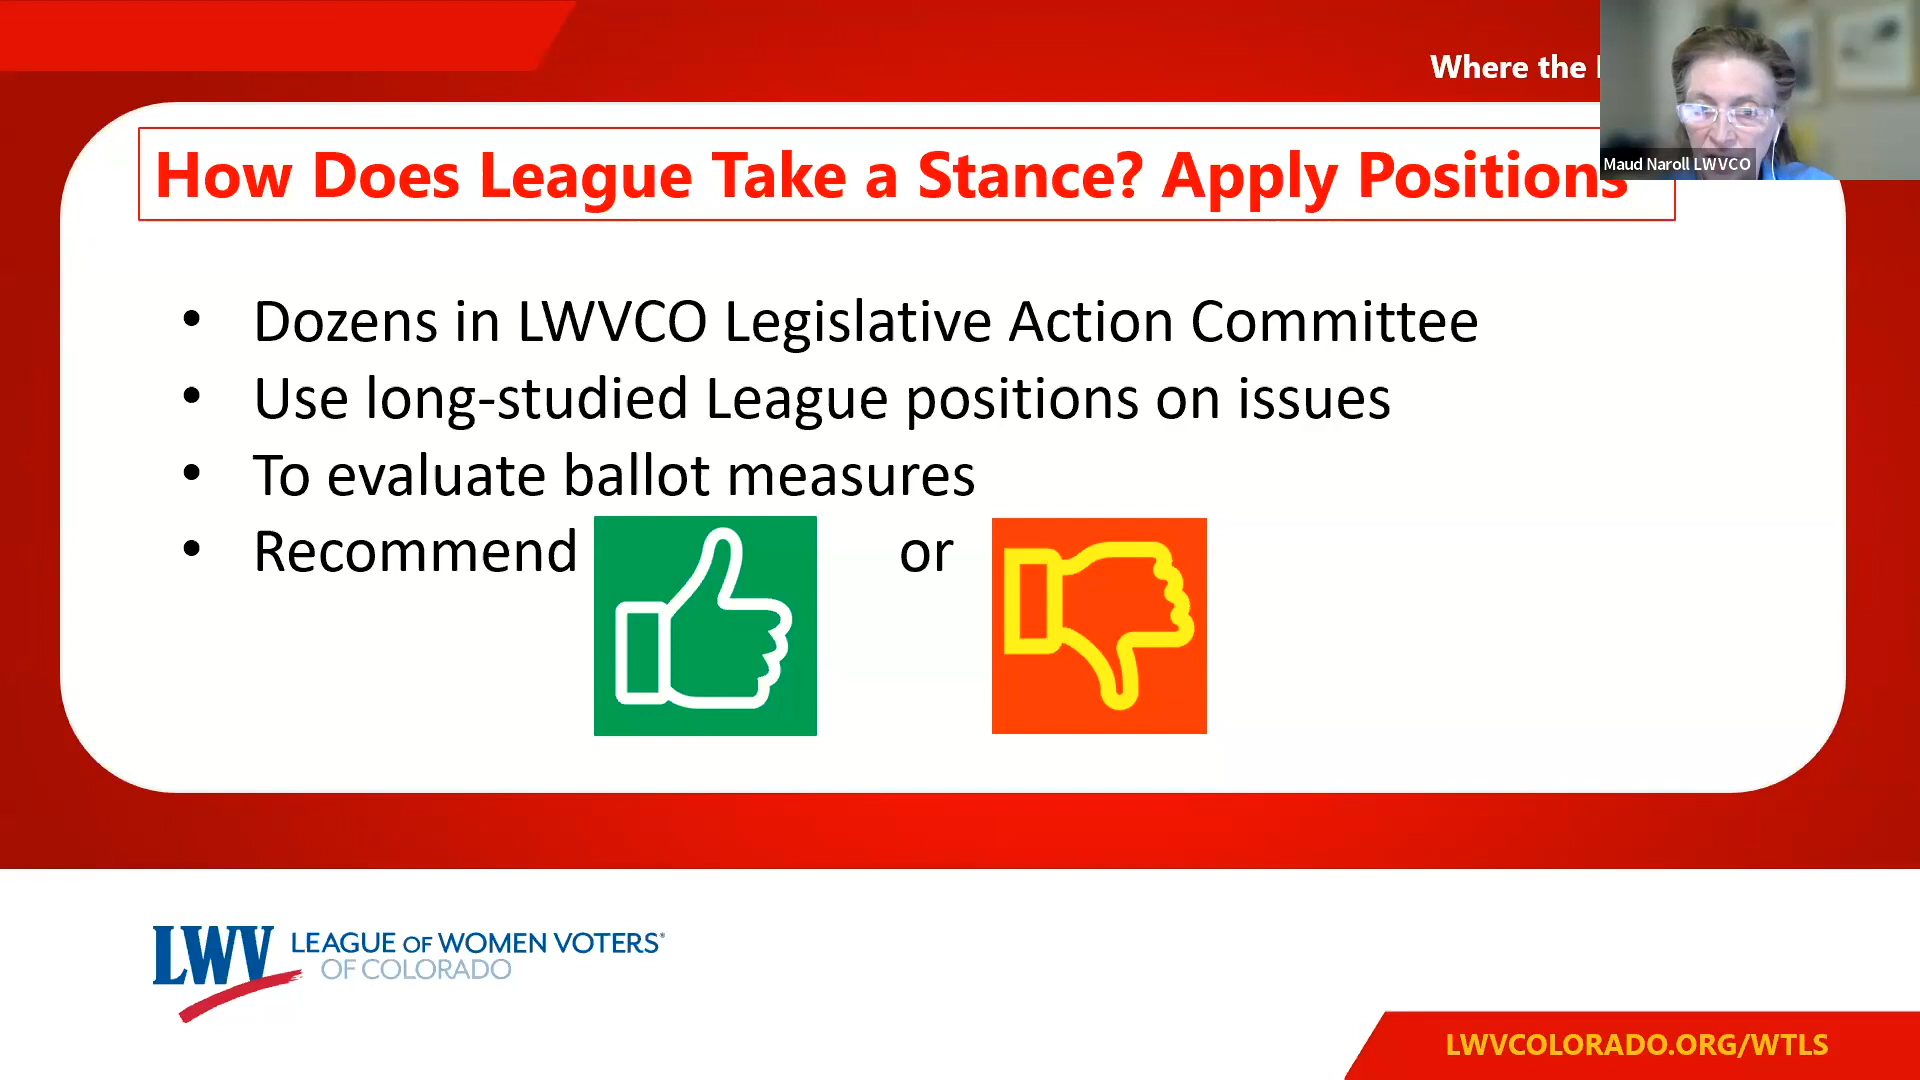 Where the
Maud Naroll LWVCO
How Does League Take a Stance? Apply Positions
• Dozens in LWVCO Legislative Action Committee
• Use long-studied League positions on issues
• To evaluate ballot measures
• Recommend or
LWV LEAGUE OF WOMEN VOTERS®
OF COLORADO
LWVCOLORADO.ORG/WTLS